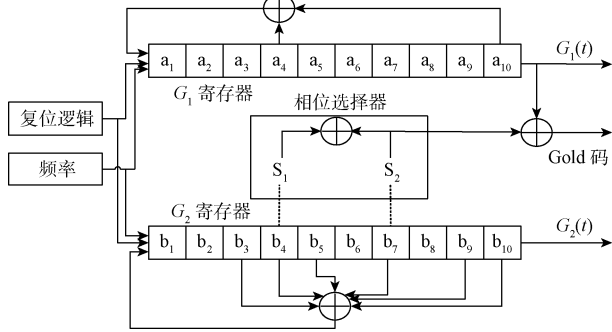 a1 a2 a3 a4 a5 a6 a7 a8 a9 a10 G1(t)
G1 寄存器
复位逻辑
相位选择器
频率
S1 S2
Gold 码
G2 寄存器
b1 b2 b3 b4 b5 b6 b7 b8 b9 b10 G2(t)